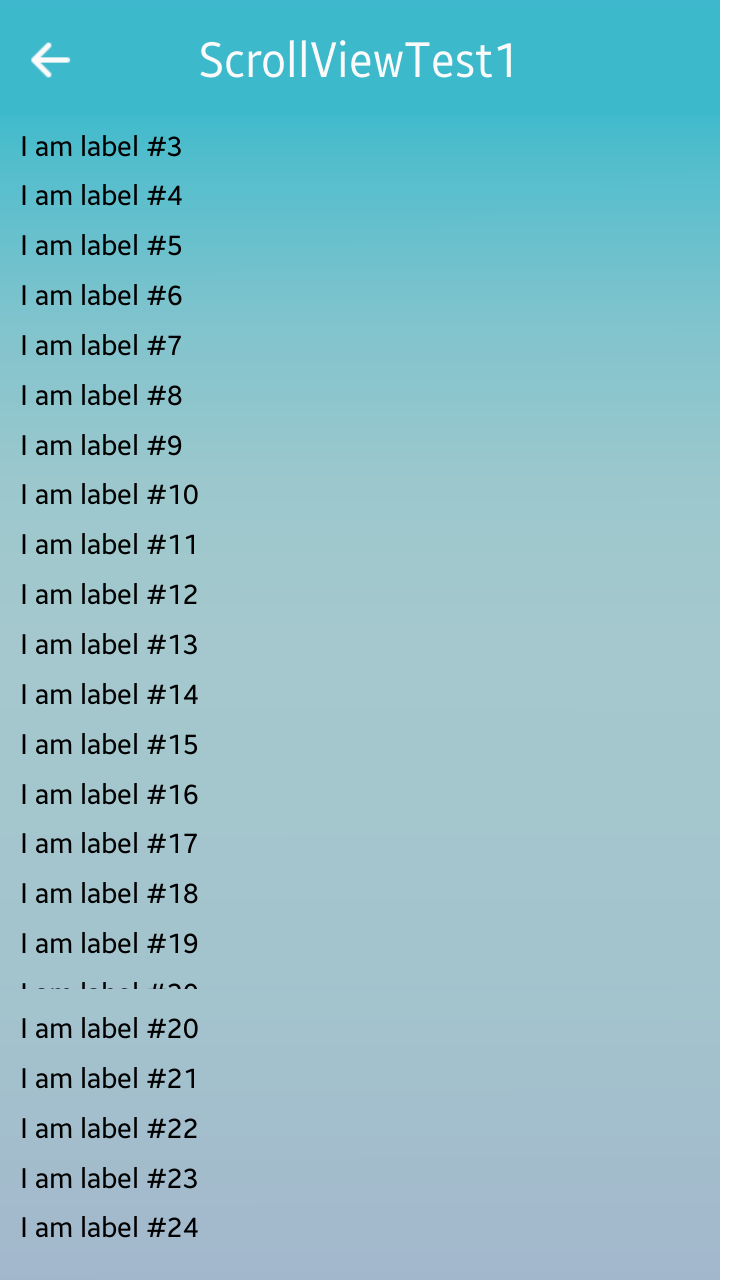 ScrollViewTest1
I am label #3
I am label #4
I am label #5
I am label #6
I am label #7
I am label #8
I am label #9
I am label #10
I am label #11
I am label #12
I am label #13
I am label #14
I am label #15
I am label #16
I am label #17
I am label #18
I am label #19
I am label #20
I am label #20
I am label #21
I am label #22
I am label #23
I am label #24